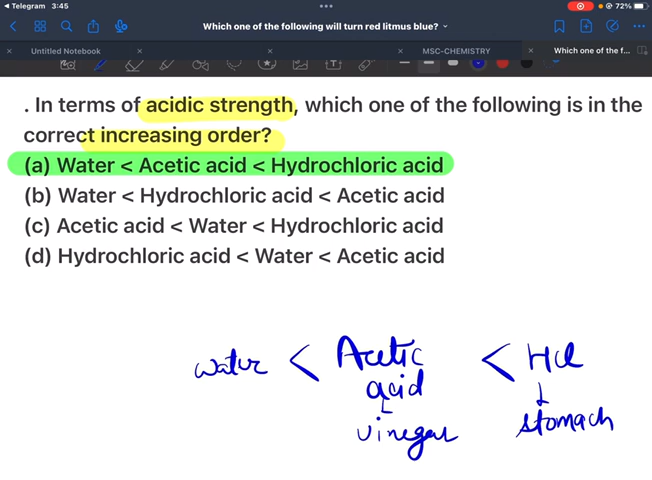 Telegram 3:45
72%
Which one of the following will turn red litmus blue?
Untitled Notebook
MSC-CHEMISTRY
Which one of the f...
. In terms of acidic strength, which one of the following is in the
correct increasing order?
(a) Water < Acetic acid < Hydrochloric acid
(b) Water < Hydrochloric acid < Acetic acid
(c) Acetic acid < Water < Hydrochloric acid
(d) Hydrochloric acid < Water < Acetic acid
water < Acetic < Hcl
acid
vinegar stomach